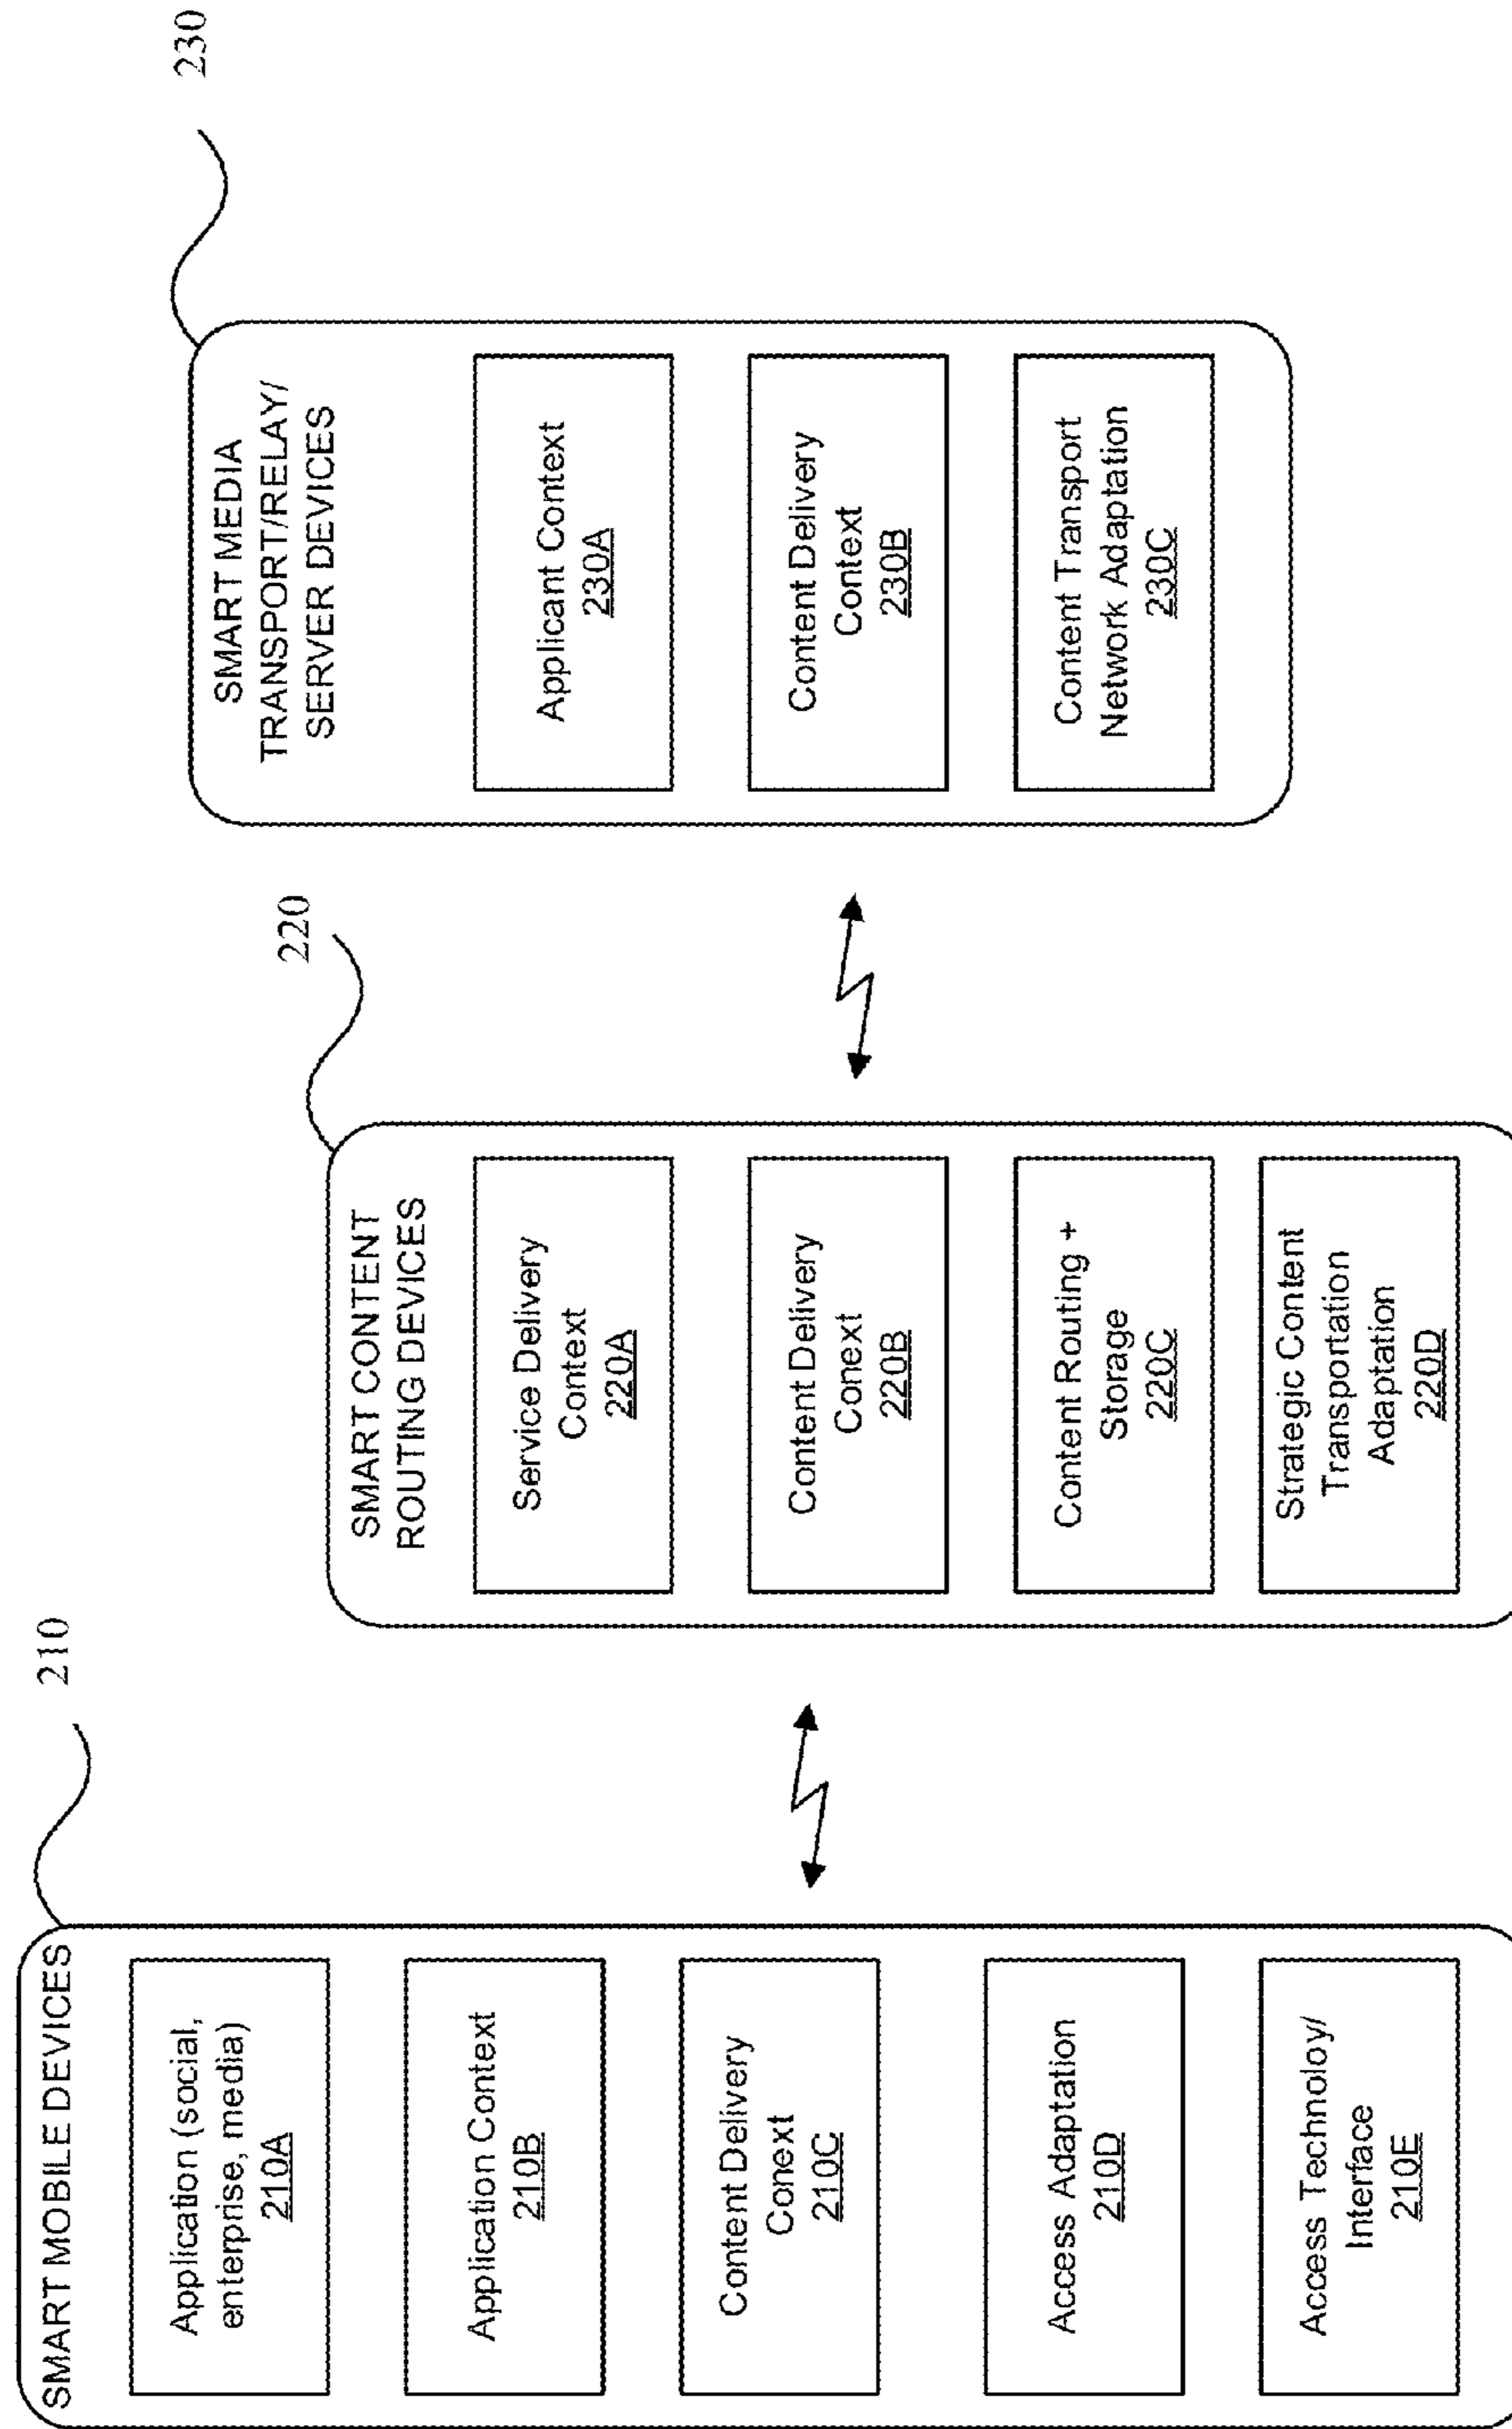 210
SMART MOBILE DEVICES
Application (social,
enterprise, media)
210A
Application Context
210B
Content Delivery
Conext
210C
Access Adaptation
210D
Access Technoloy/
Interface
210E
220
SMART CONTENT
ROUTING DEVICES
Service Delivery
Context
220A
Content Delivery
Conext
220B
Content Routing +
Storage
220C
Strategic Content
Transportation
Adaptation
220D
230
SMART MEDIA
TRANSPORT/RELAY/
SERVER DEVICES
Applicant Context
230A
Content Delivery
Context
230B
Content Transport
Network Adaptation
230C